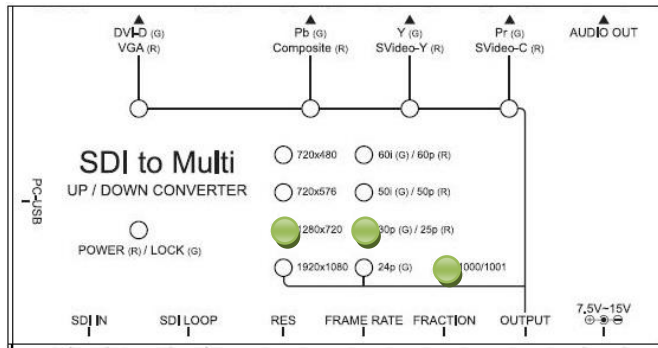 DVI-D (G)
VGA (R)
Pb (G)
Composite (R)
Y (G)
SVideo-Y (R)
Pr (G)
SVideo-C (R)
AUDIO OUT
SDI to Multi
UP / DOWN CONVERTER
POWER (R) / LOCK (G)
PC-USB
720x480
60i (G) / 60p (R)
720x576
50i (G) / 50p (R)
1280x720
30p (G) / 25p (R)
1920x1080
24p (G)
1000/1001
SDI IN
SDI LOOP
RES
FRAME RATE
FRACTION
OUTPUT
7.5V~15V